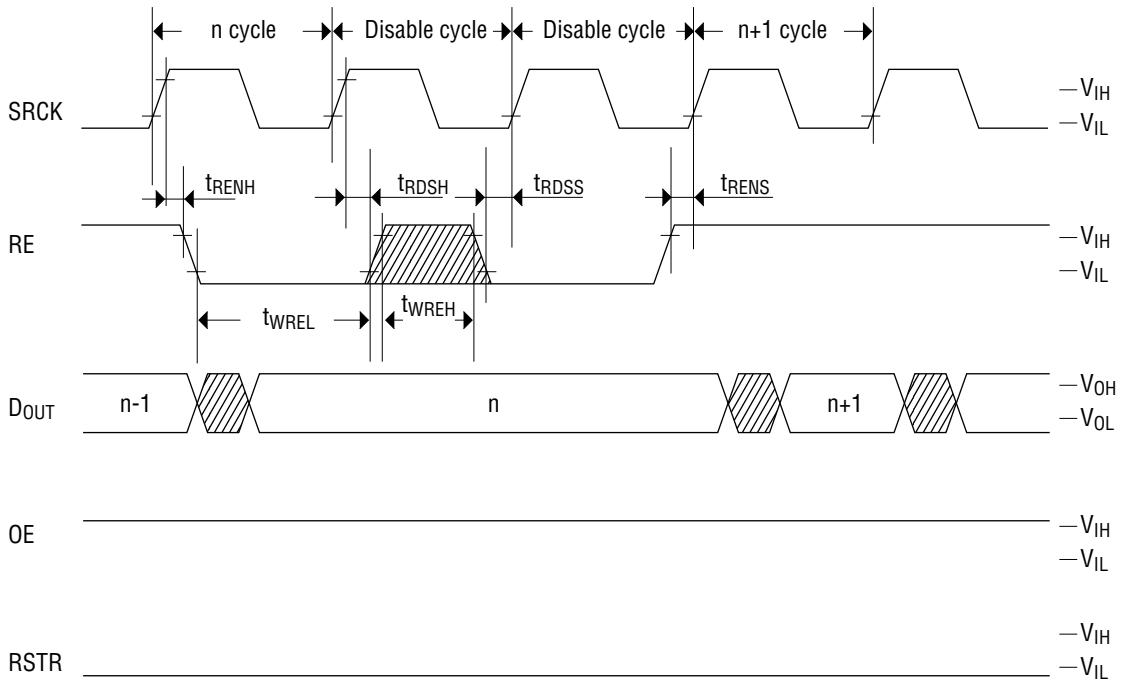 n cycle Disable cycle Disable cycle n+1 cycle
SRCK
VIH
VIL
tRENH tRDSH tRDSS tRENS
RE
VIH
VIL
tWREL tWREH
DOUT n-1 n n+1
VOH
VOL
OE
VIH
VIL
RSTR
VIH
VIL